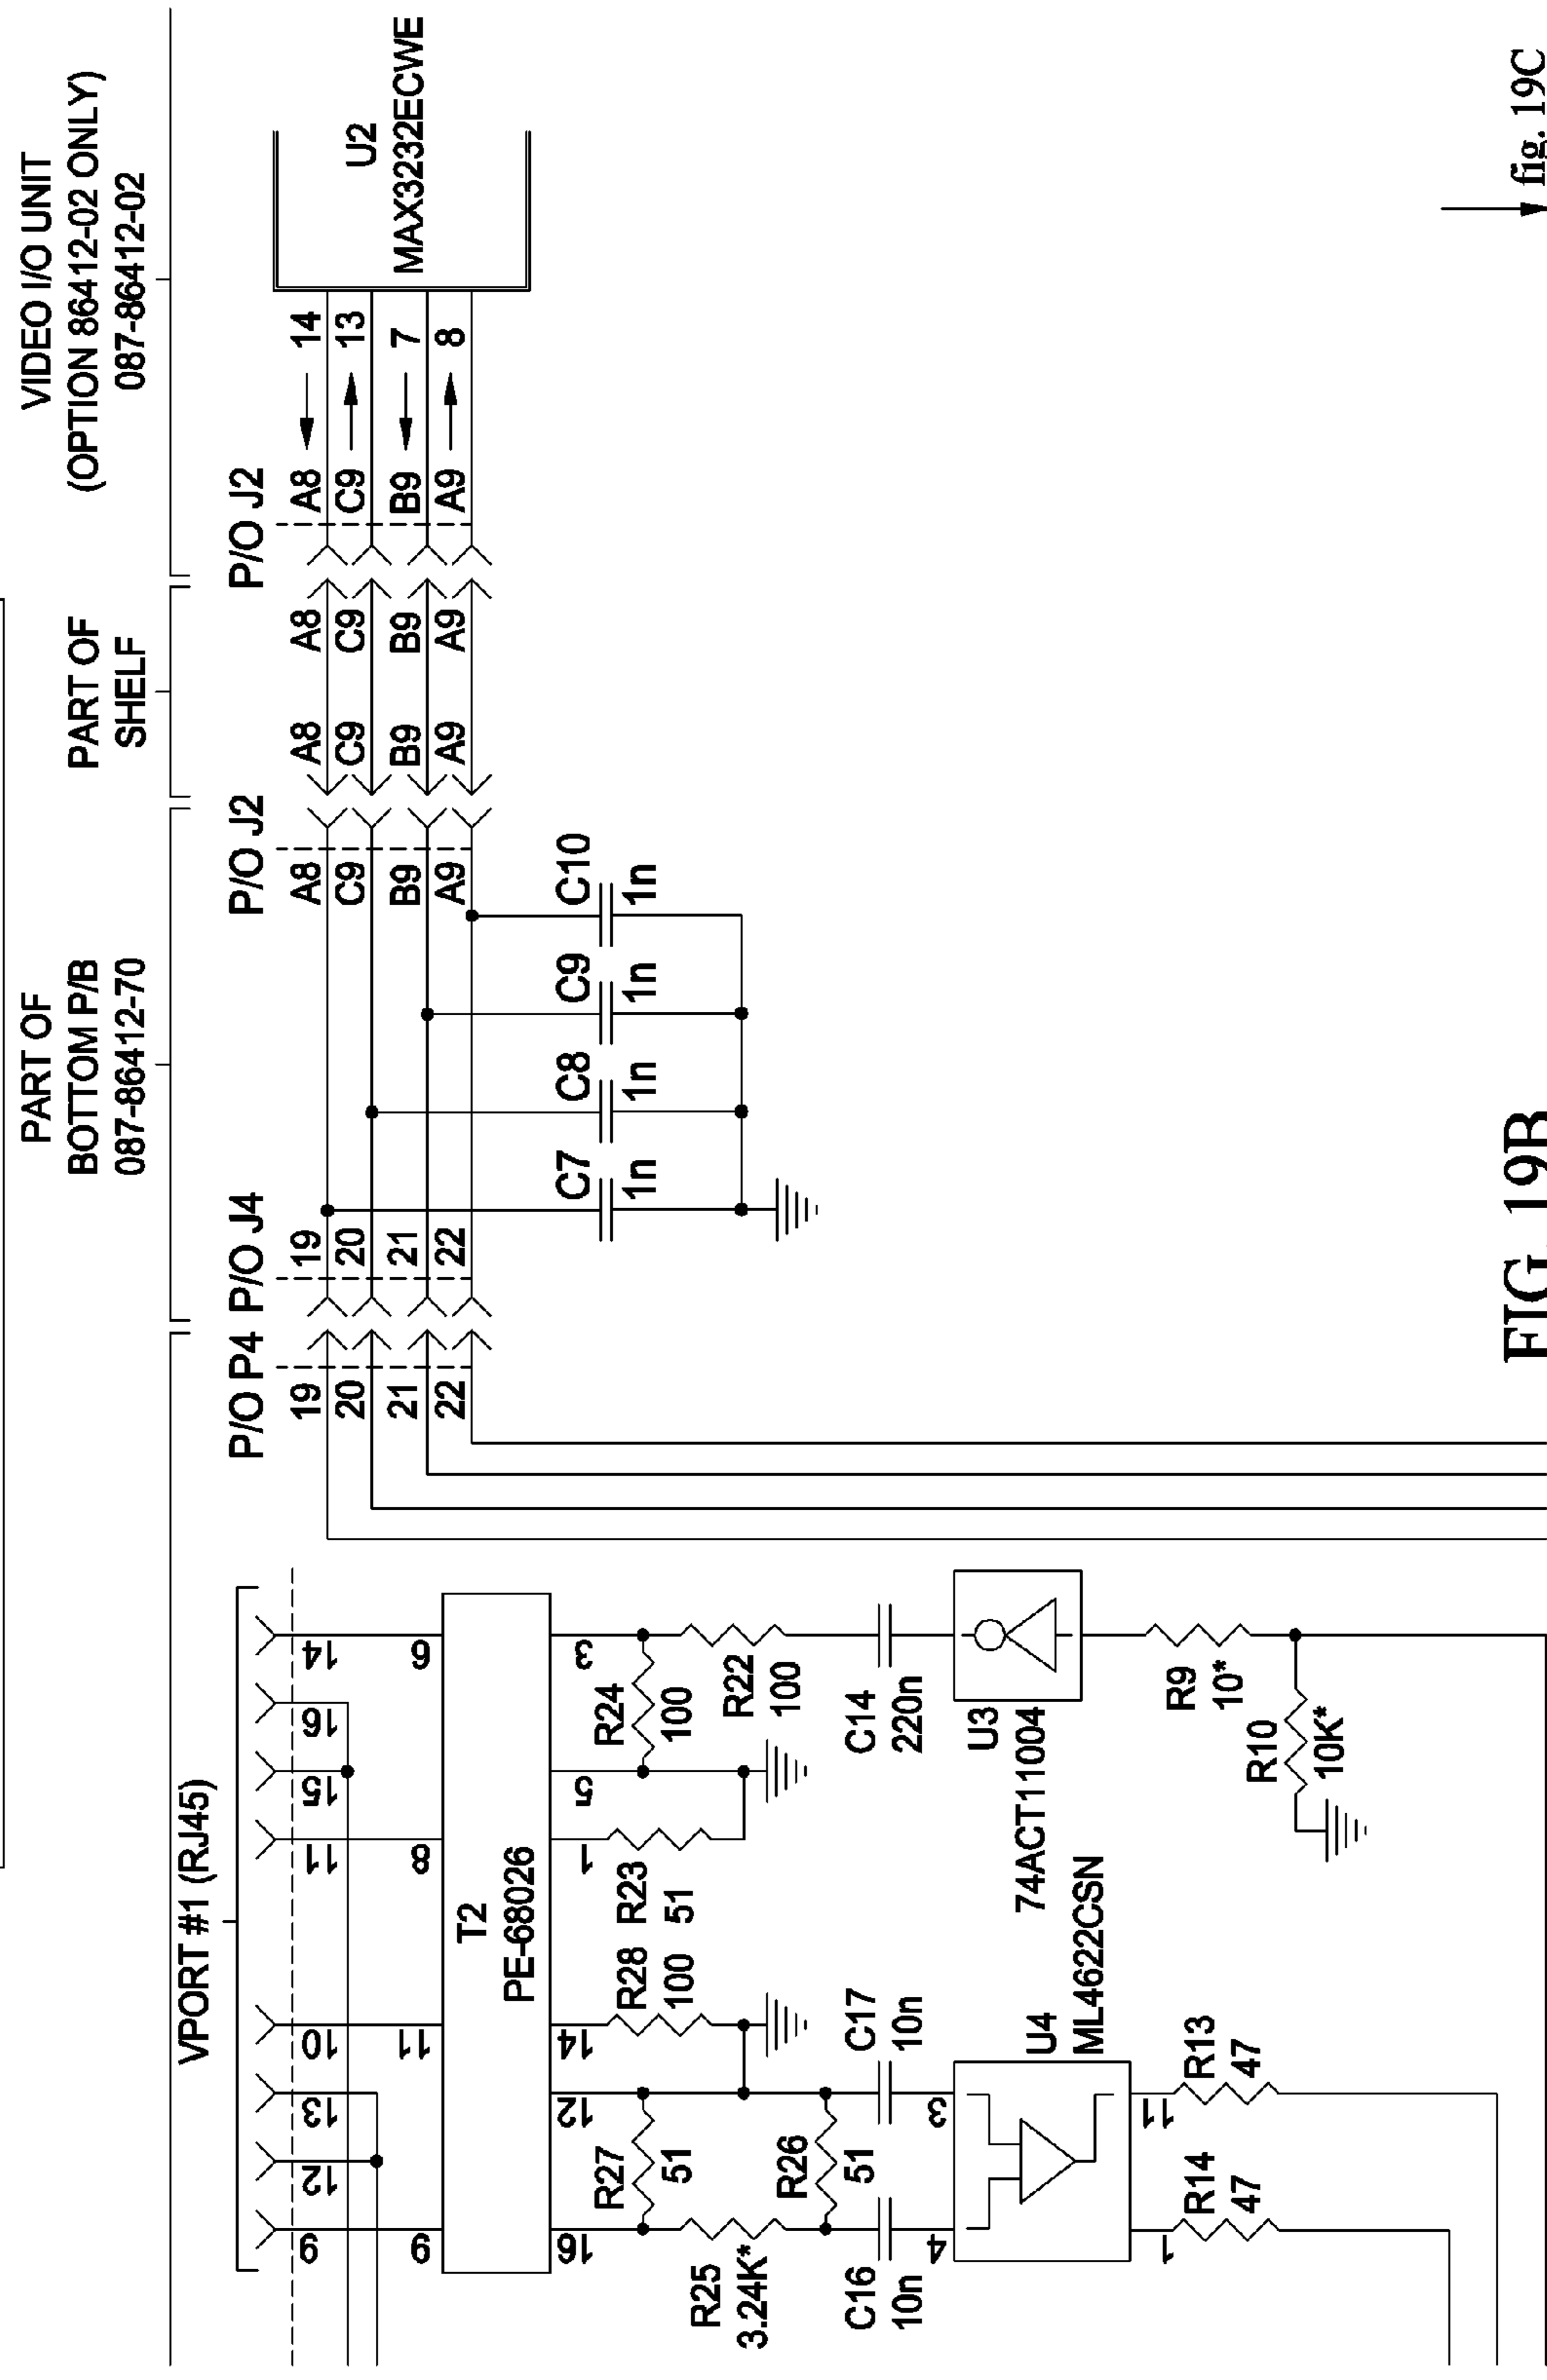 VIDEO I/O UNIT
(OPTION 86412-02 ONLY)
087-86412-02
PART OF
SHELF
PART OF
BOTTOM P/B
087-86412-70
P/O P4
P/O J4
P/O J2
P/O J2
19
19
A8
A8
A8
A8
14
20
20
C9
C9
C9
C9
13
21
21
B9
B9
B9
B9
7
22
22
A9
A9
A9
A9
8
U2
MAX3232ECWE
C7
1n
C8
1n
C9
1n
C10
1n
VPORT #1 (RJ45)
9
12
13
10
11
15
16
14
9
11
8
6
T2
PE-68026
16
12
14
1
5
3
R27
51
R28
100
R23
51
R24
100
R25
3.24K*
R26
51
R22
100
C16
10n
C17
10n
C14
220n
4
3
U4
ML4622CSN
1
11
U3
74ACT11004
R14
47
R13
47
R9
10*
R10
10K*
FIG. 19B
fig. 19C